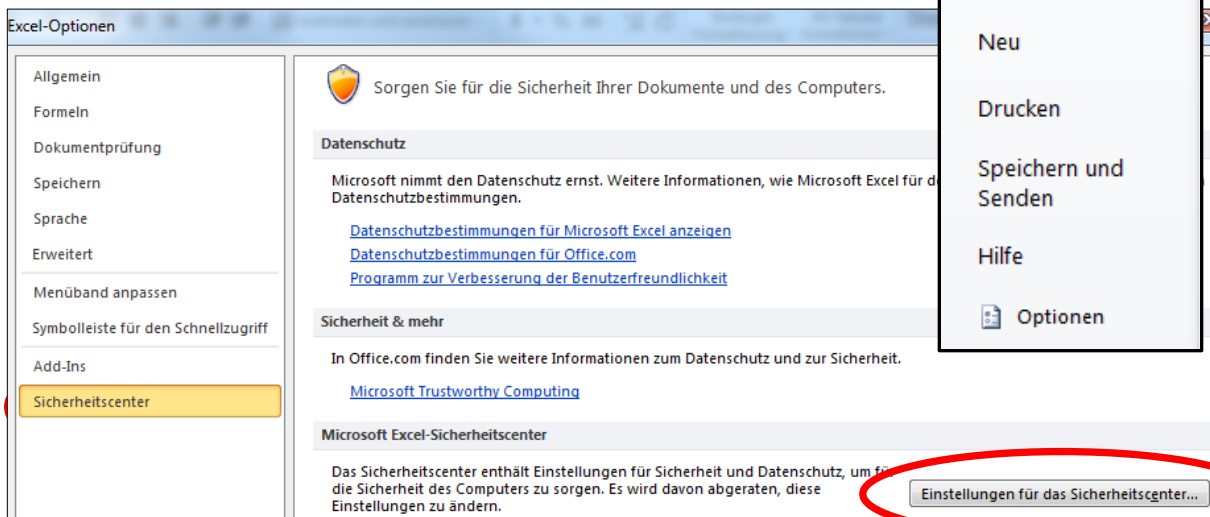 Excel-Optionen
Allgemein
Formeln
Dokumentprüfung
Speichern
Sprache
Erweitert
Menüband anpassen
Symbolleiste für den Schnellzugriff
Add-Ins
Sicherheitscenter
Sorgen Sie für die Sicherheit Ihrer Dokumente und des Computers.
Datenschutz
Microsoft nimmt den Datenschutz ernst. Weitere Informationen, wie Microsoft Excel für
Datenschutzbestimmungen.
Datenschutzbestimmungen für Microsoft Excel anzeigen
Datenschutzbestimmungen für Office.com
Programm zur Verbesserung der Benutzerfreundlichkeit
Sicherheit & mehr
In Office.com finden Sie weitere Informationen zum Datenschutz und zur Sicherheit.
Microsoft Trustworthy Computing
Microsoft Excel-Sicherheitscenter
Das Sicherheitscenter enthält Einstellungen für Sicherheit und Datenschutz, um für
die Sicherheit des Computers zu sorgen. Es wird davon abgeraten, diese
Einstellungen zu ändern.
Einstellungen für das Sicherheitscenter...
Neu
Drucken
Speichern und
Senden
Hilfe
Optionen